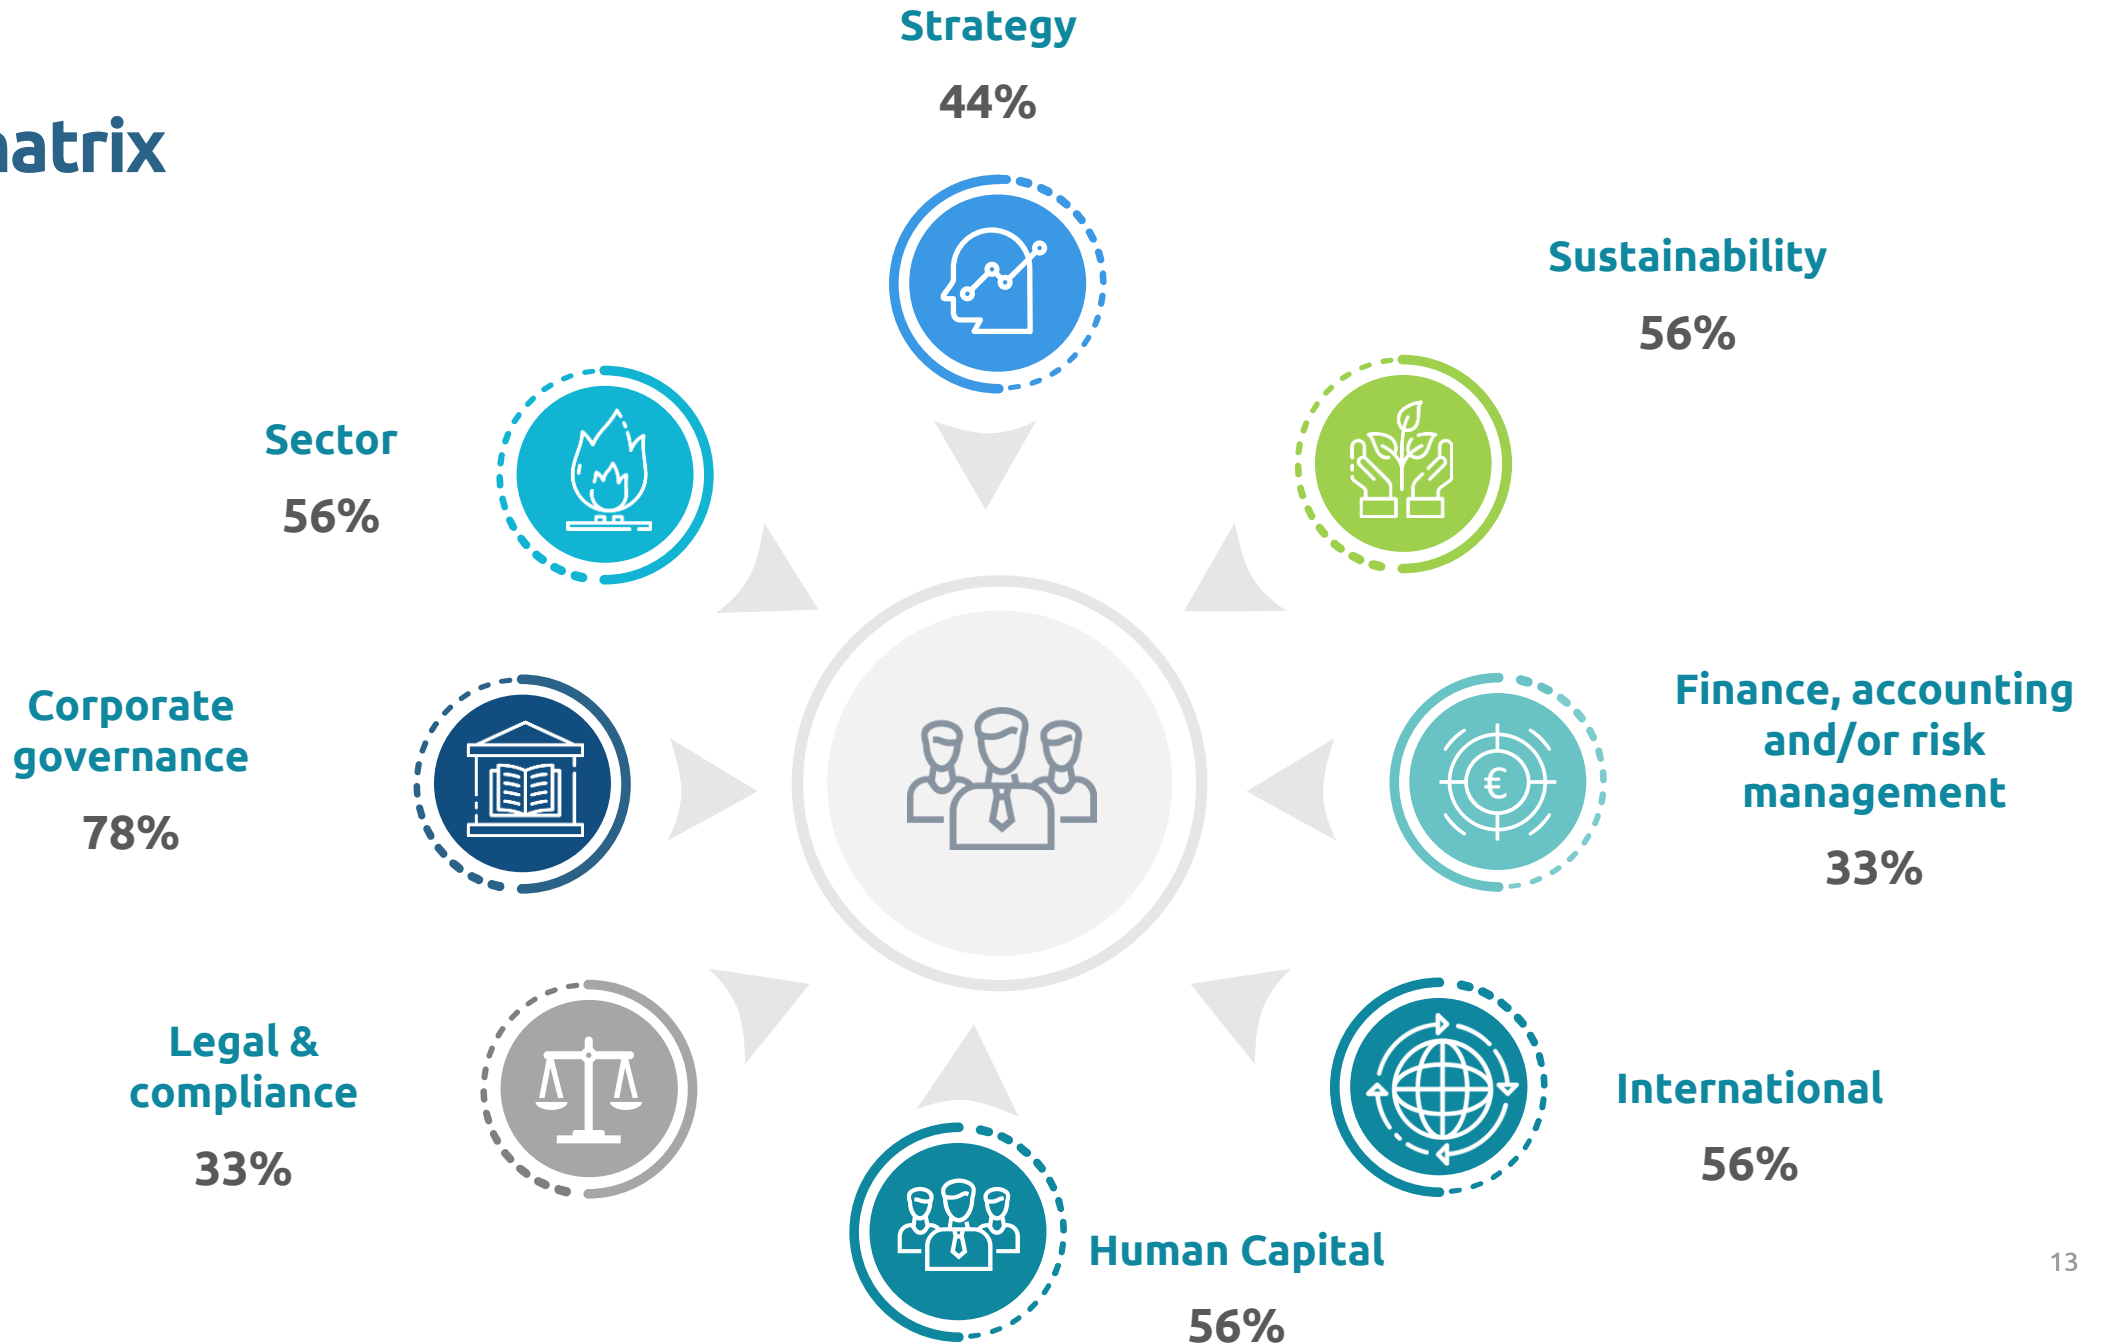 Strategy
44%
Sustainability
56%
Sector
56%
Corporate
governance
78%
Finance, accounting
and/or risk
management
33%
€
Legal &
compliance
33%
International
56%
Human Capital
56%
13